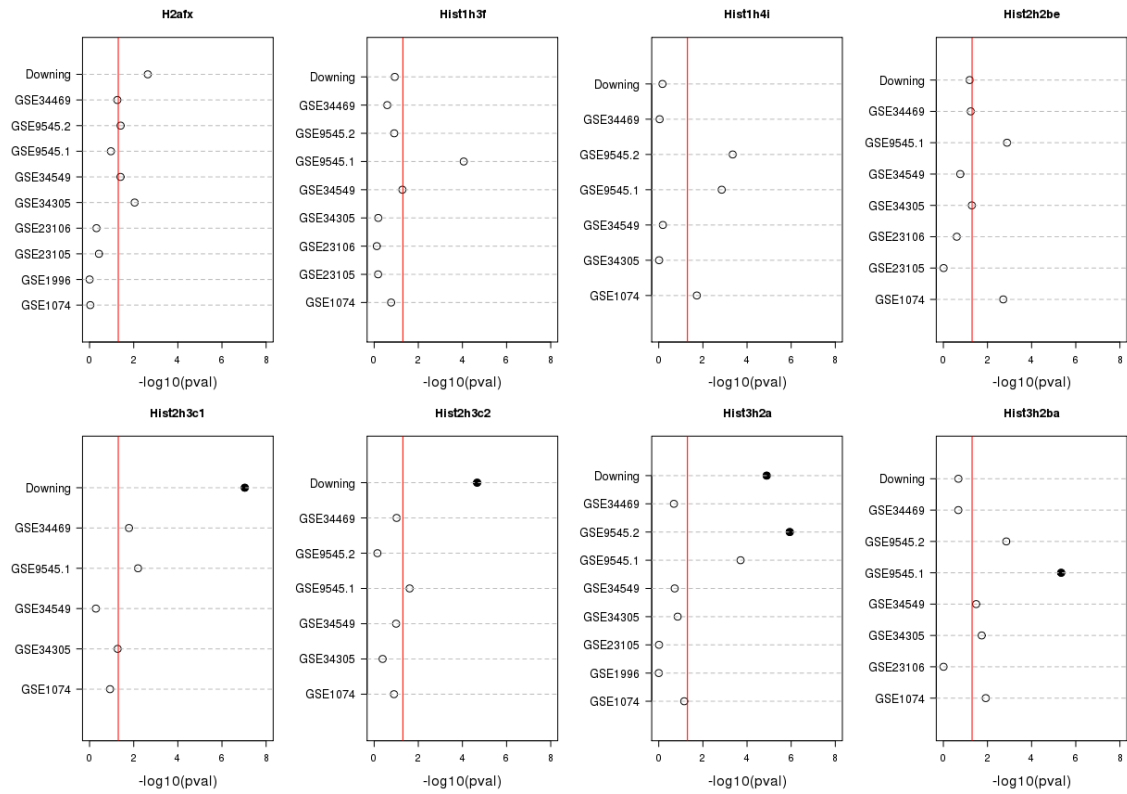 H2afx
Downing
GSE34469
GSE9545.2
GSE9545.1
GSE34549
GSE34305
GSE23106
GSE23105
GSE1996
GSE1074
0 2 4 6 8
-log10(pval)
Hist1h3f
Downing
GSE34469
GSE9545.2
GSE9545.1
GSE34549
GSE34305
GSE23106
GSE23105
GSE1074
0 2 4 6 8
-log10(pval)
Hist1h4i
Downing
GSE34469
GSE9545.2
GSE9545.1
GSE34549
GSE34305
GSE1074
0 2 4 6 8
-log10(pval)
Hist2h2be
Downing
GSE34469
GSE9545.1
GSE34549
GSE34305
GSE23106
GSE23105
GSE1074
0 2 4 6 8
-log10(pval)
Hist2h3c1
Downing
GSE34469
GSE9545.1
GSE34549
GSE34305
GSE1074
0 2 4 6 8
-log10(pval)
Hist2h3c2
Downing
GSE34469
GSE9545.2
GSE9545.1
GSE34549
GSE34305
GSE1074
0 2 4 6 8
-log10(pval)
Hist3h2a
Downing
GSE34469
GSE9545.2
GSE9545.1
GSE34549
GSE34305
GSE23105
GSE1996
GSE1074
0 2 4 6 8
-log10(pval)
Hist3h2ba
Downing
GSE34469
GSE9545.2
GSE9545.1
GSE34549
GSE34305
GSE23106
GSE1074
0 2 4 6 8
-log10(pval)